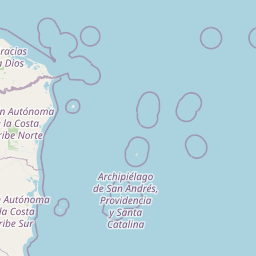 racias
a Dios
n Autónoma
e la Costa
ribe Norte
Archipiélago
de San Andrés,
Providencia
y Santa
Catalina
n Autónoma
la Costa
ribe Sur